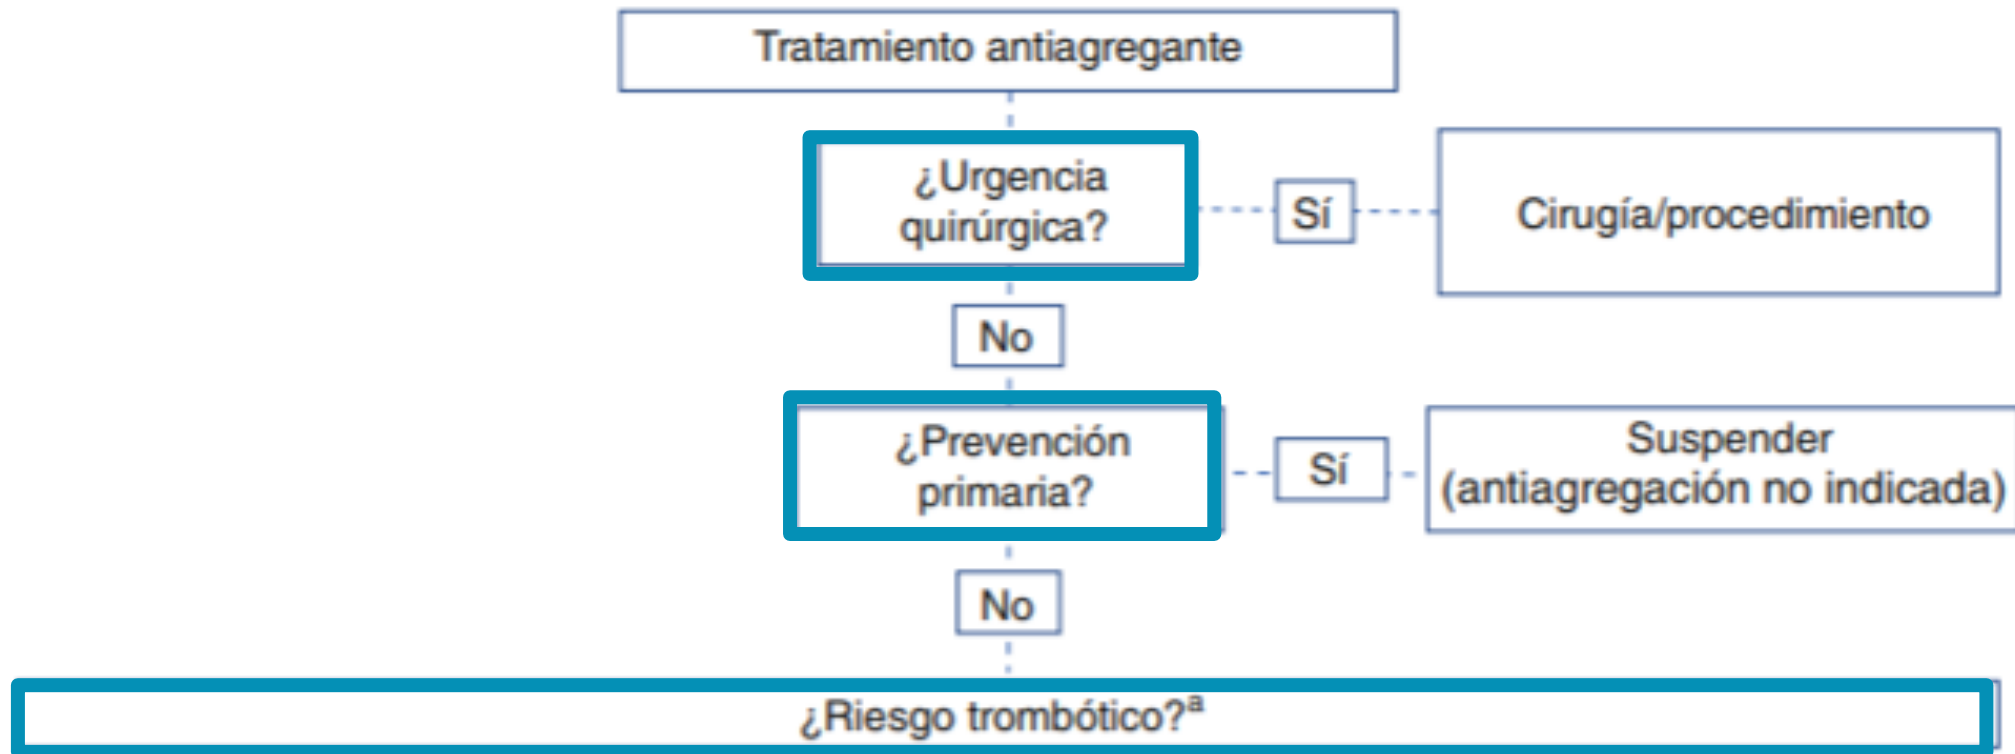 Tratamiento antiagregante
¿Urgencia
quirúrgica?
Sí
Cirugía/procedimiento
No
¿Prevención
primaria?
Sí
Suspender
(antiagregación no indicada)
No
¿Riesgo trombótico?ª